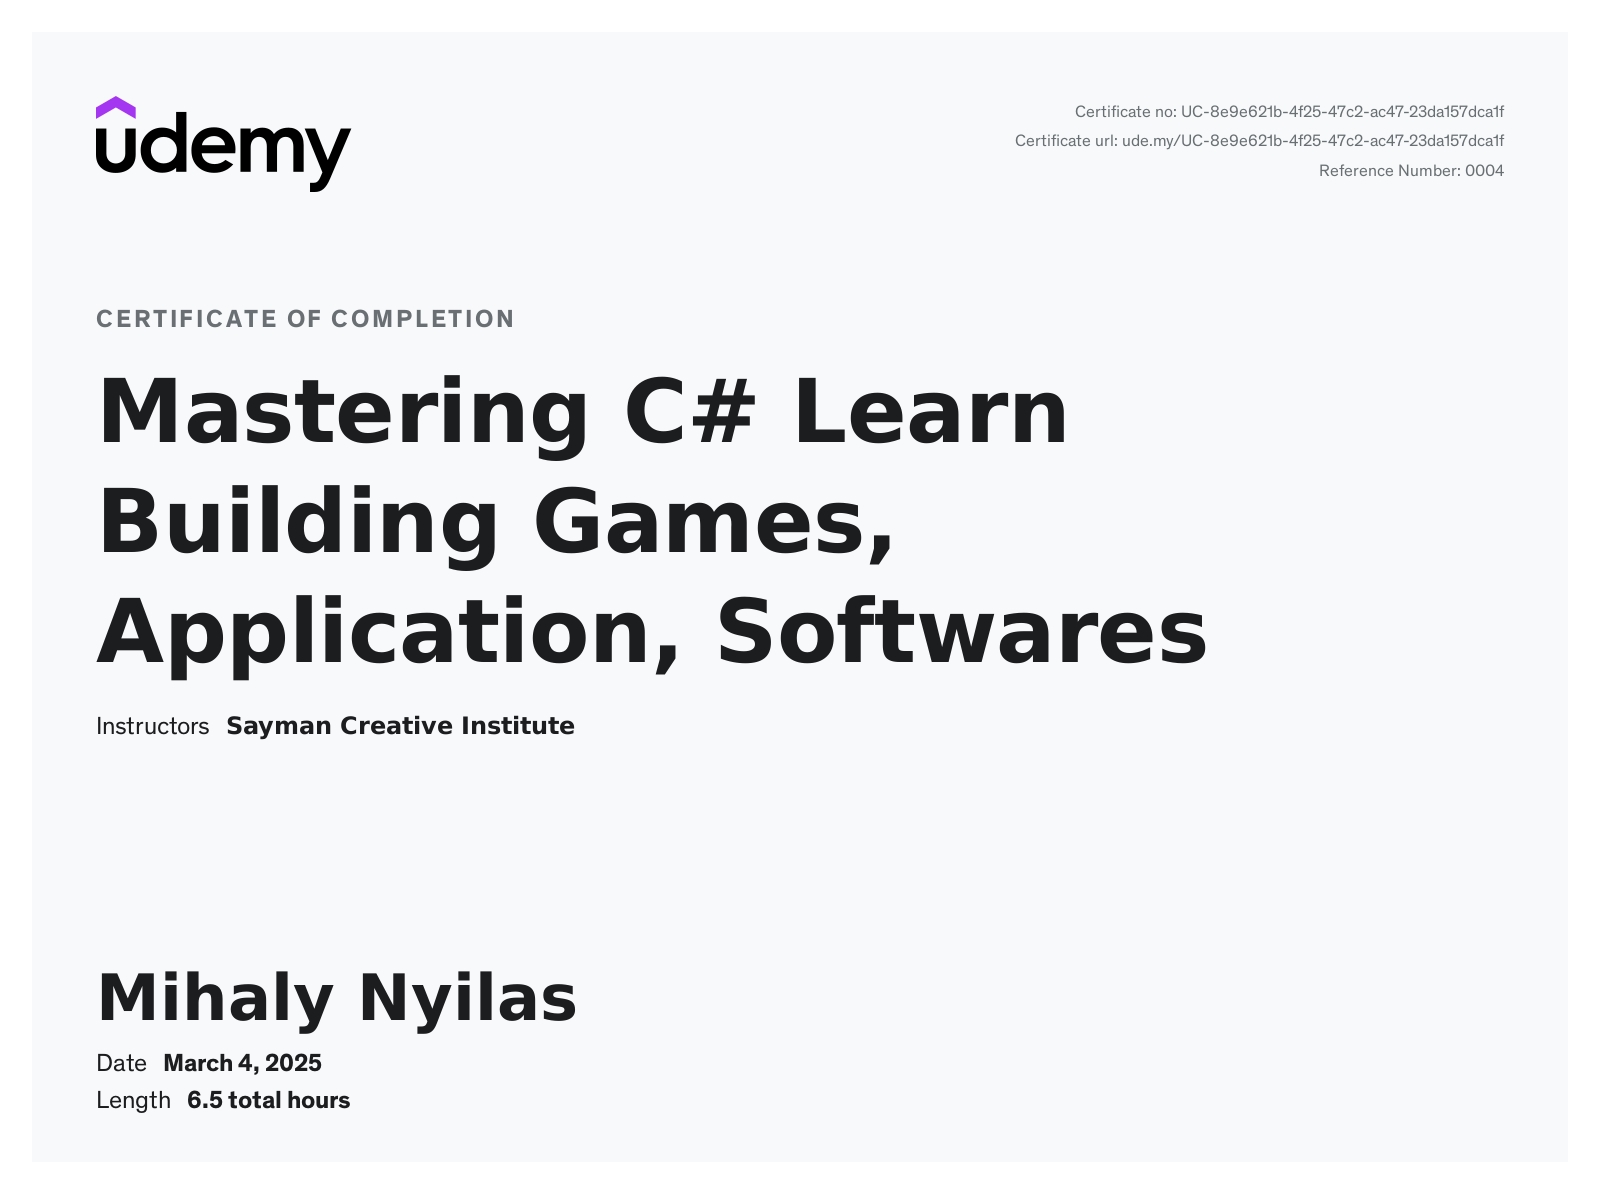 udemy
Certificate no: UC-8e9e621b-4f25-47c2-ac47-23da157dca1f
Certificate url: ude.my/UC-8e9e621b-4f25-47c2-ac47-23da157dca1f
Reference Number: 0004
CERTIFICATE OF COMPLETION
Mastering C# Learn
Building Games,
Application, Softwares
Instructors Sayman Creative Institute
Mihaly Nyilas
Date March 4, 2025
Length 6.5 total hours